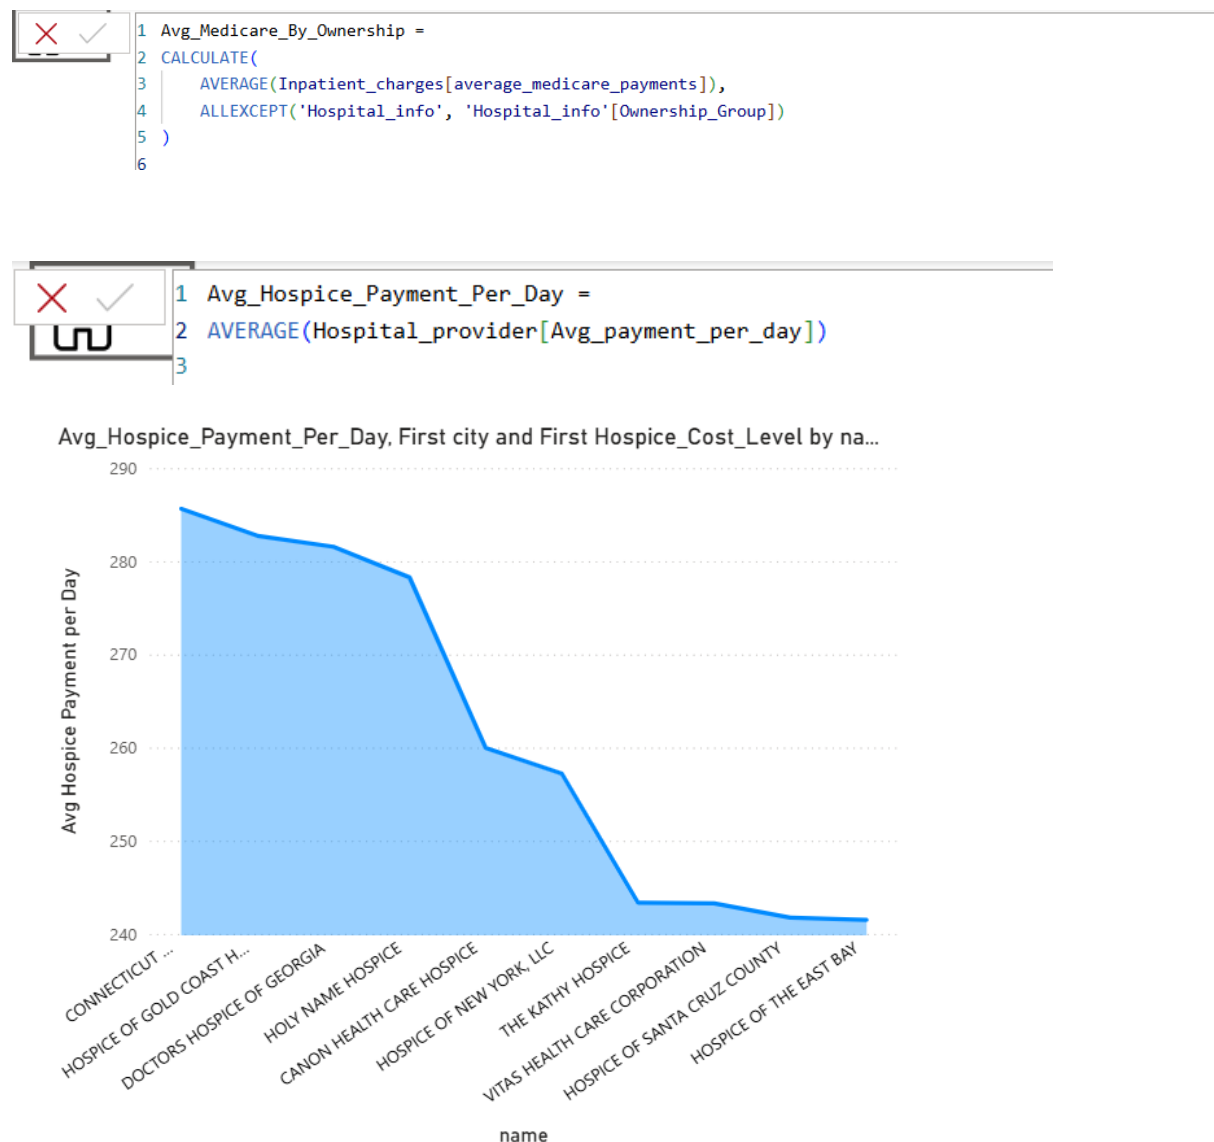 1 Avg_Medicare_By_Ownership =
2 CALCULATE(
3 AVERAGE(Inpatient_charges[average_medicare_payments]),
4 ALLEXCEPT('Hospital_info', 'Hospital_info'[Ownership_Group])
5 )
6
1 Avg_Hospice_Payment_Per_Day =
2 AVERAGE(Hospital_provider[Avg_payment_per_day])
3
Avg_Hospice_Payment_Per_Day, First city and First Hospice_Cost_Level by na...
290
280
270
260
250
240
Avg Hospice Payment per Day
CONNECTICUT ...
HOSPICE OF GOLD COAST H...
DOCTORS HOSPICE OF GEORGIA
HOLY NAME HOSPICE
CANON HEALTH CARE HOSPICE
HOSPICE OF NEW YORK, LLC
THE KATHY HOSPICE
VITAS HEALTH CARE CORPORATION
HOSPICE OF SANTA CRUZ COUNTY
HOSPICE OF THE EAST BAY
name